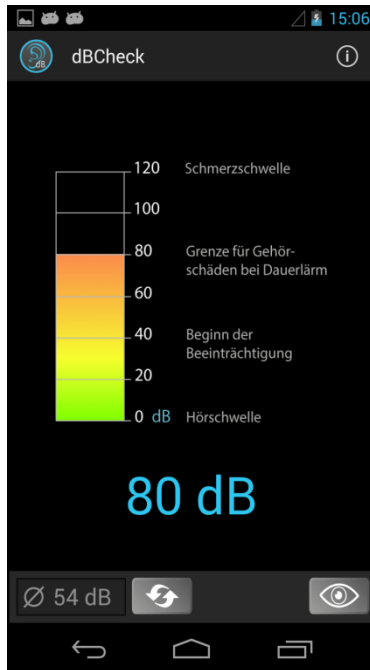 15:06
dB
dBCheck
120 Schmerzschwelle
100
80 Grenze für Gehör-
schäden bei Dauerlärm
60
40 Beginn der
Beeinträchtigung
20
0 dB Hörschwelle
80 dB
Ø 54 dB